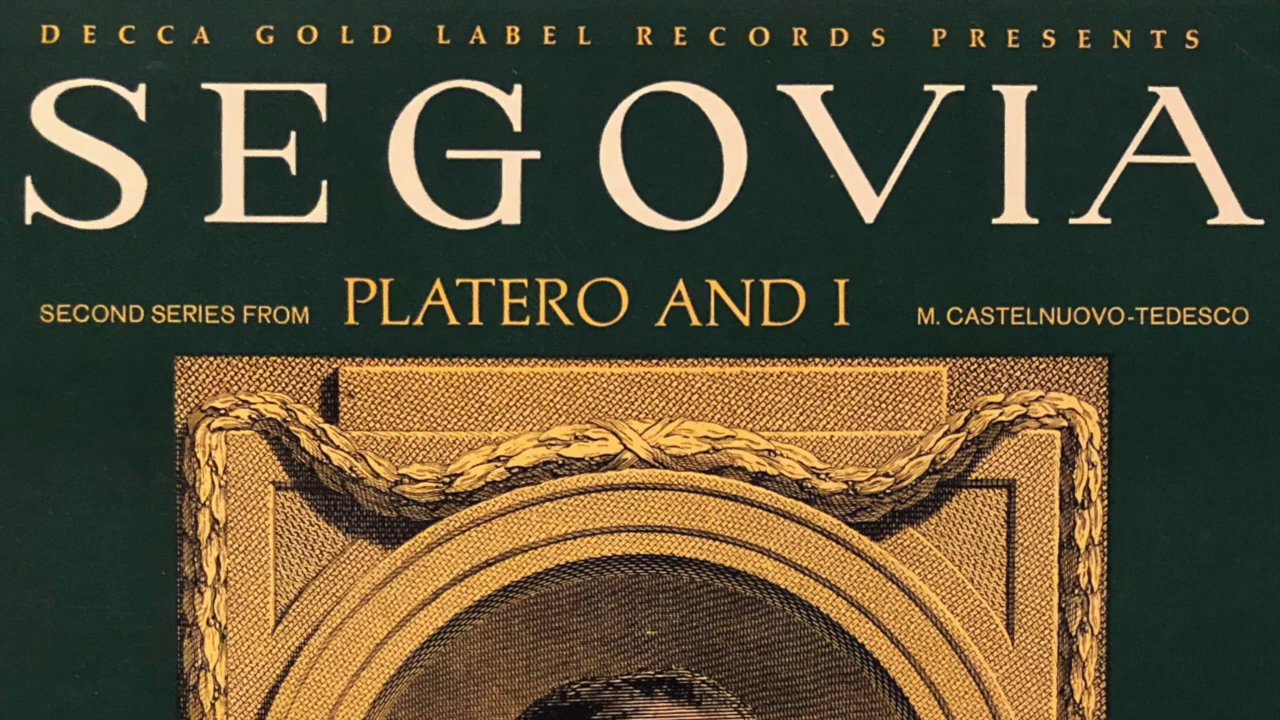 DECCA GOLD LABEL RECORDS PRESENTS
SEGOVIA
SECOND SERIES FROM PLATERO AND I M. CASTELNUOVO-TEDESCO